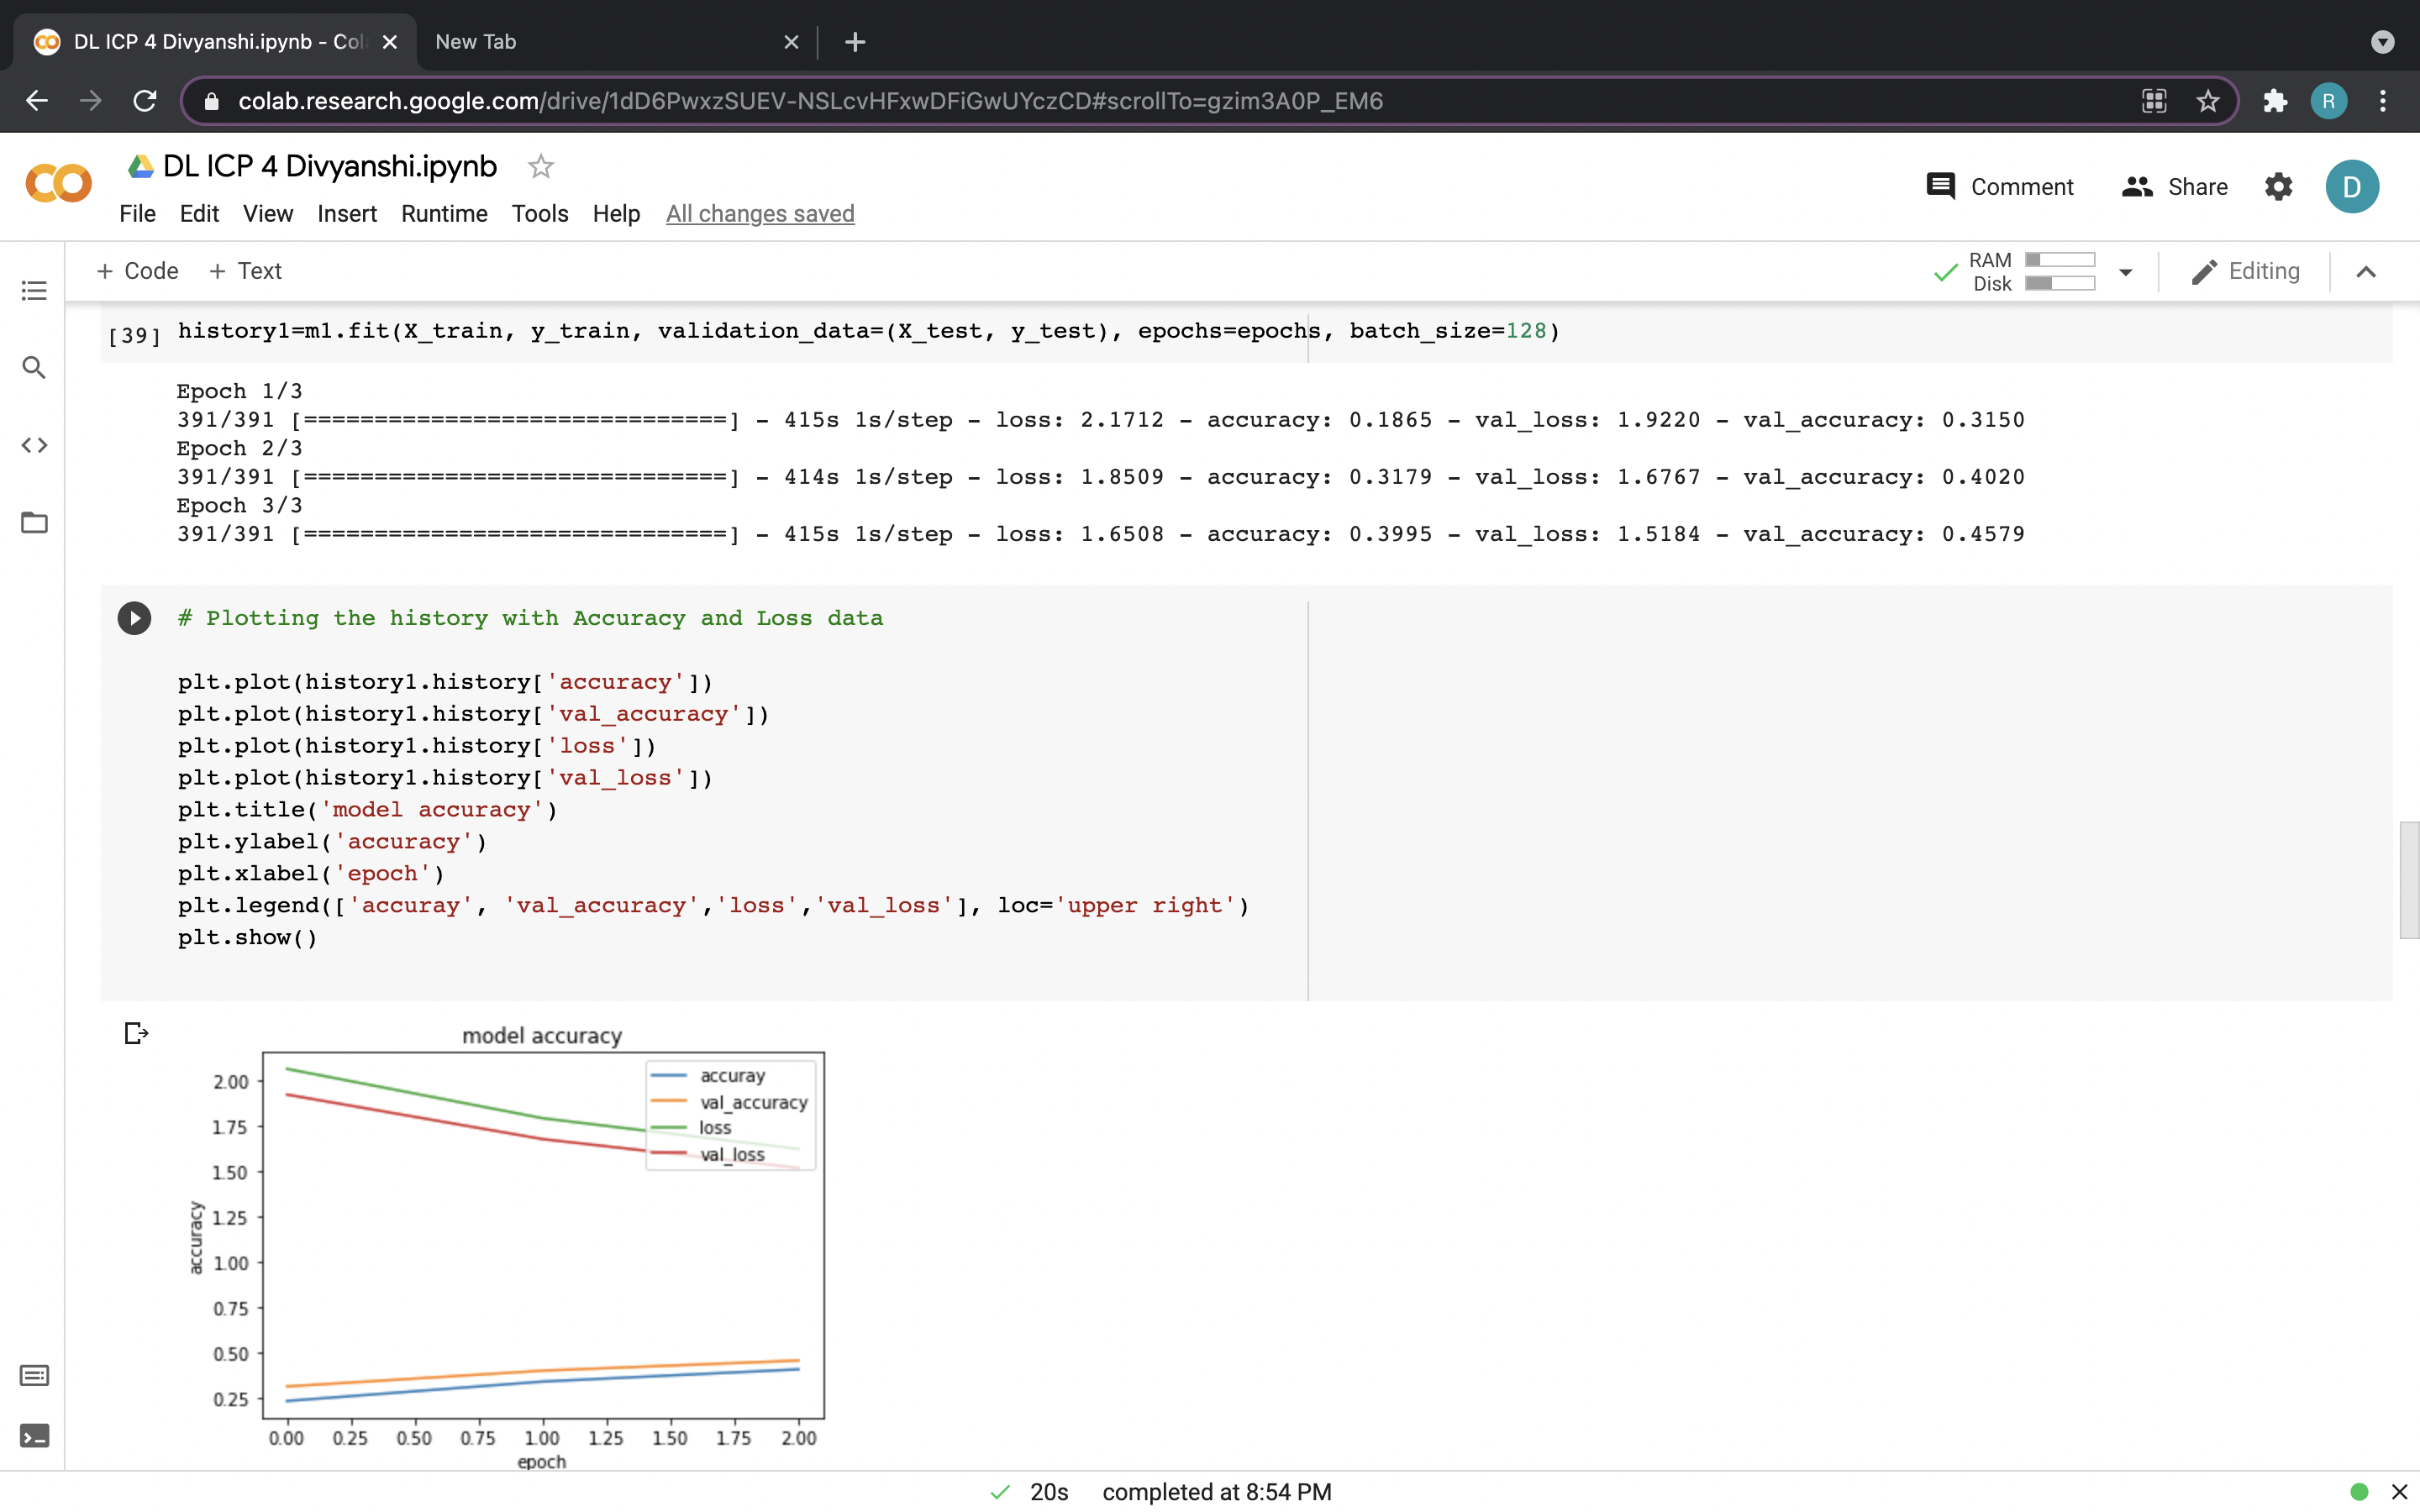 DL ICP 4 Divyanshi.ipynb - Col
New Tab
colab.research.google.com/drive/1dD6PwxzSUEV-NSLcvHFxwDFiGwUYczCD#scrollTo=gzim3A0P_EM6
R
DL ICP 4 Divyanshi.ipynb
Comment
Share
D
File Edit View Insert Runtime Tools Help All changes saved
+ Code + Text
RAM
Disk
Editing
[39] history1=m1.fit(X_train, y_train, validation_data=(X_test, y_test), epochs=epochs, batch_size=128)
Epoch 1/3
391/391 [==============================] - 415s 1s/step - loss: 2.1712 - accuracy: 0.1865 - val_loss: 1.9220 - val_accuracy: 0.3150
Epoch 2/3
391/391 [==============================] - 414s 1s/step - loss: 1.8509 - accuracy: 0.3179 - val_loss: 1.6767 - val_accuracy: 0.4020
Epoch 3/3
391/391 [==============================] - 415s 1s/step - loss: 1.6508 - accuracy: 0.3995 - val_loss: 1.5184 - val_accuracy: 0.4579
# Plotting the history with Accuracy and Loss data
plt.plot(history1.history['accuracy'])
plt.plot(history1.history['val_accuracy'])
plt.plot(history1.history['loss'])
plt.plot(history1.history['val_loss'])
plt.title('model accuracy')
plt.ylabel('accuracy')
plt.xlabel('epoch')
plt.legend(['accuray', 'val_accuracy','loss','val_loss'], loc='upper right')
plt.show()
model accuracy
accuray
val_accuracy
loss
val_loss
2.00
1.75
1.50
1.25
1.00
0.75
0.50
0.25
accuracy
0.00 0.25 0.50 0.75 1.00 1.25 1.50 1.75 2.00
epoch
20s completed at 8:54 PM